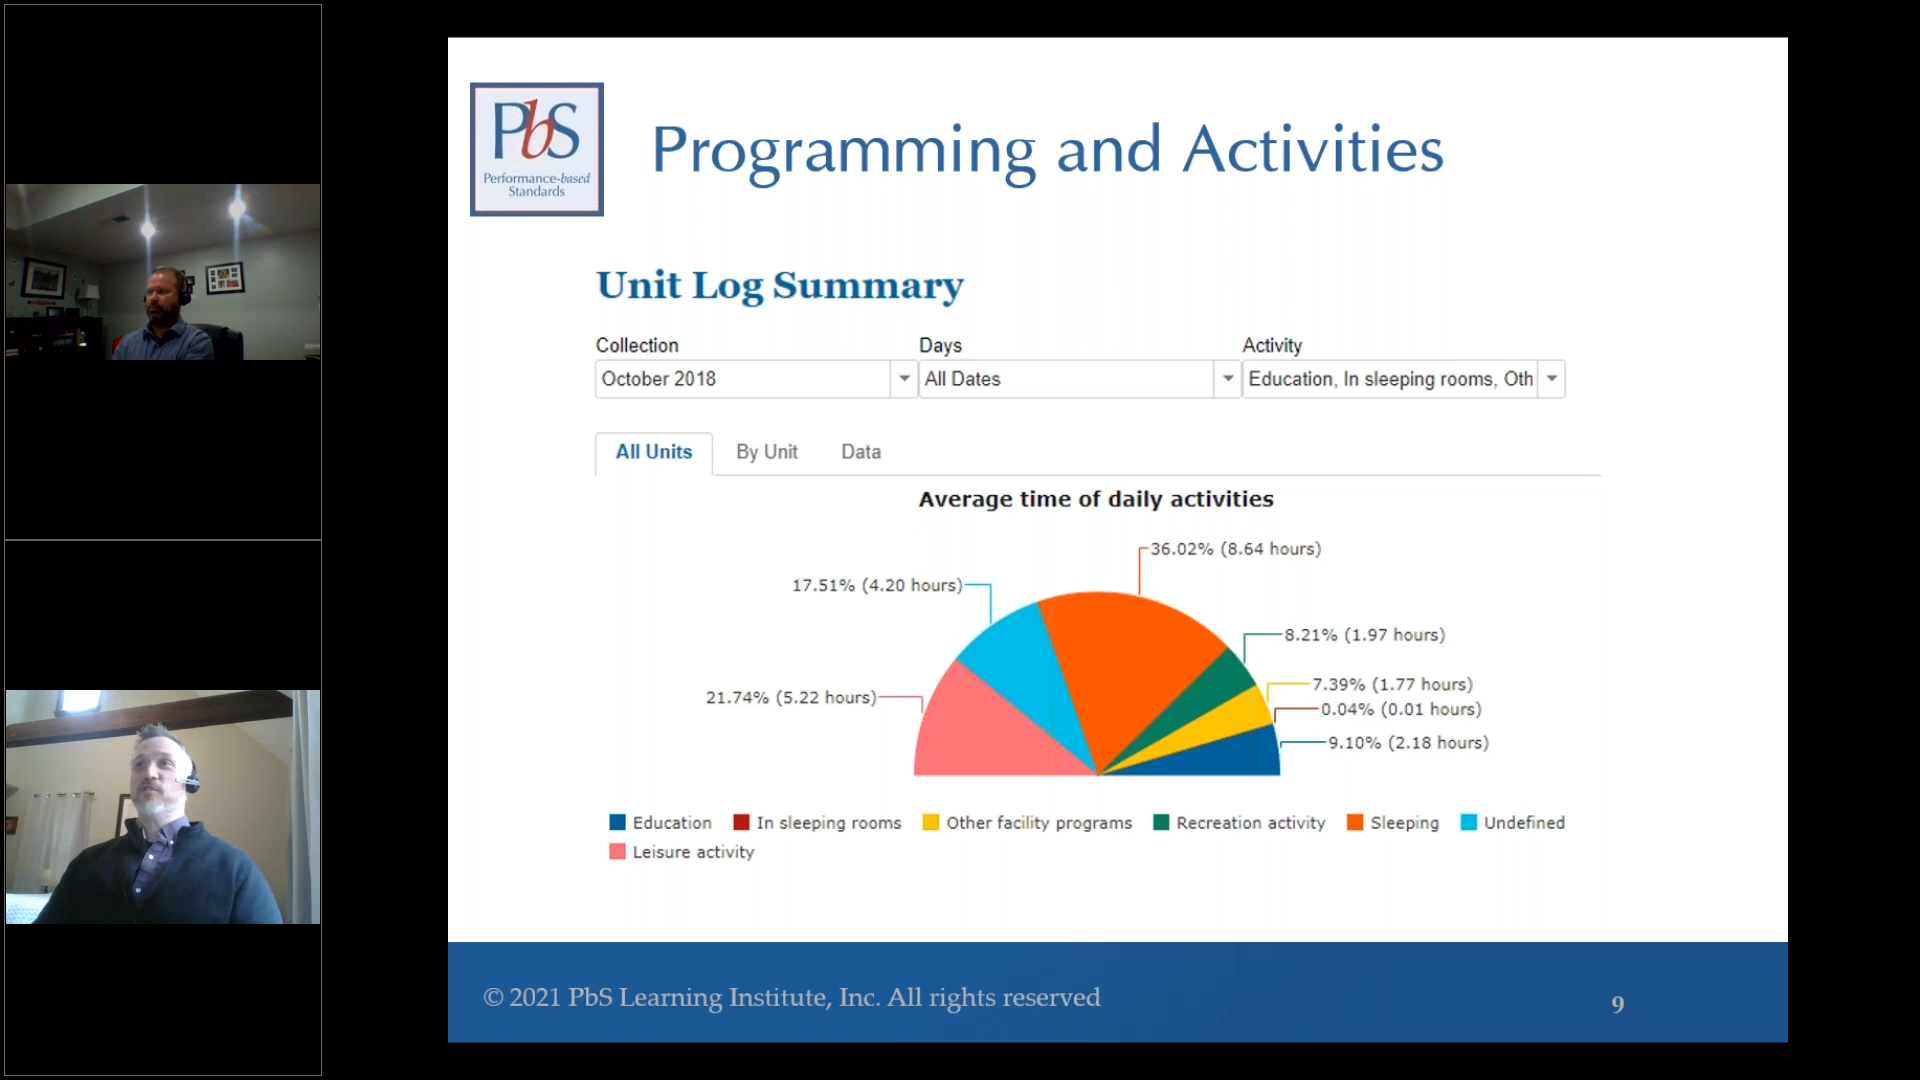 PbS
Performance-based
Standards
Programming and Activities
Unit Log Summary
Collection
Days
Activity
October 2018
All Dates
Education, In sleeping rooms, Oth
All Units
By Unit
Data
Average time of daily activities
36.02% (8.64 hours)
17.51% (4.20 hours)
8.21% (1.97 hours)
7.39% (1.77 hours)
21.74% (5.22 hours)
0.04% (0.01 hours)
9.10% (2.18 hours)
Education
In sleeping rooms
Other facility programs
Recreation activity
Sleeping
Undefined
Leisure activity
© 2021 PbS Learning Institute, Inc. All rights reserved
9